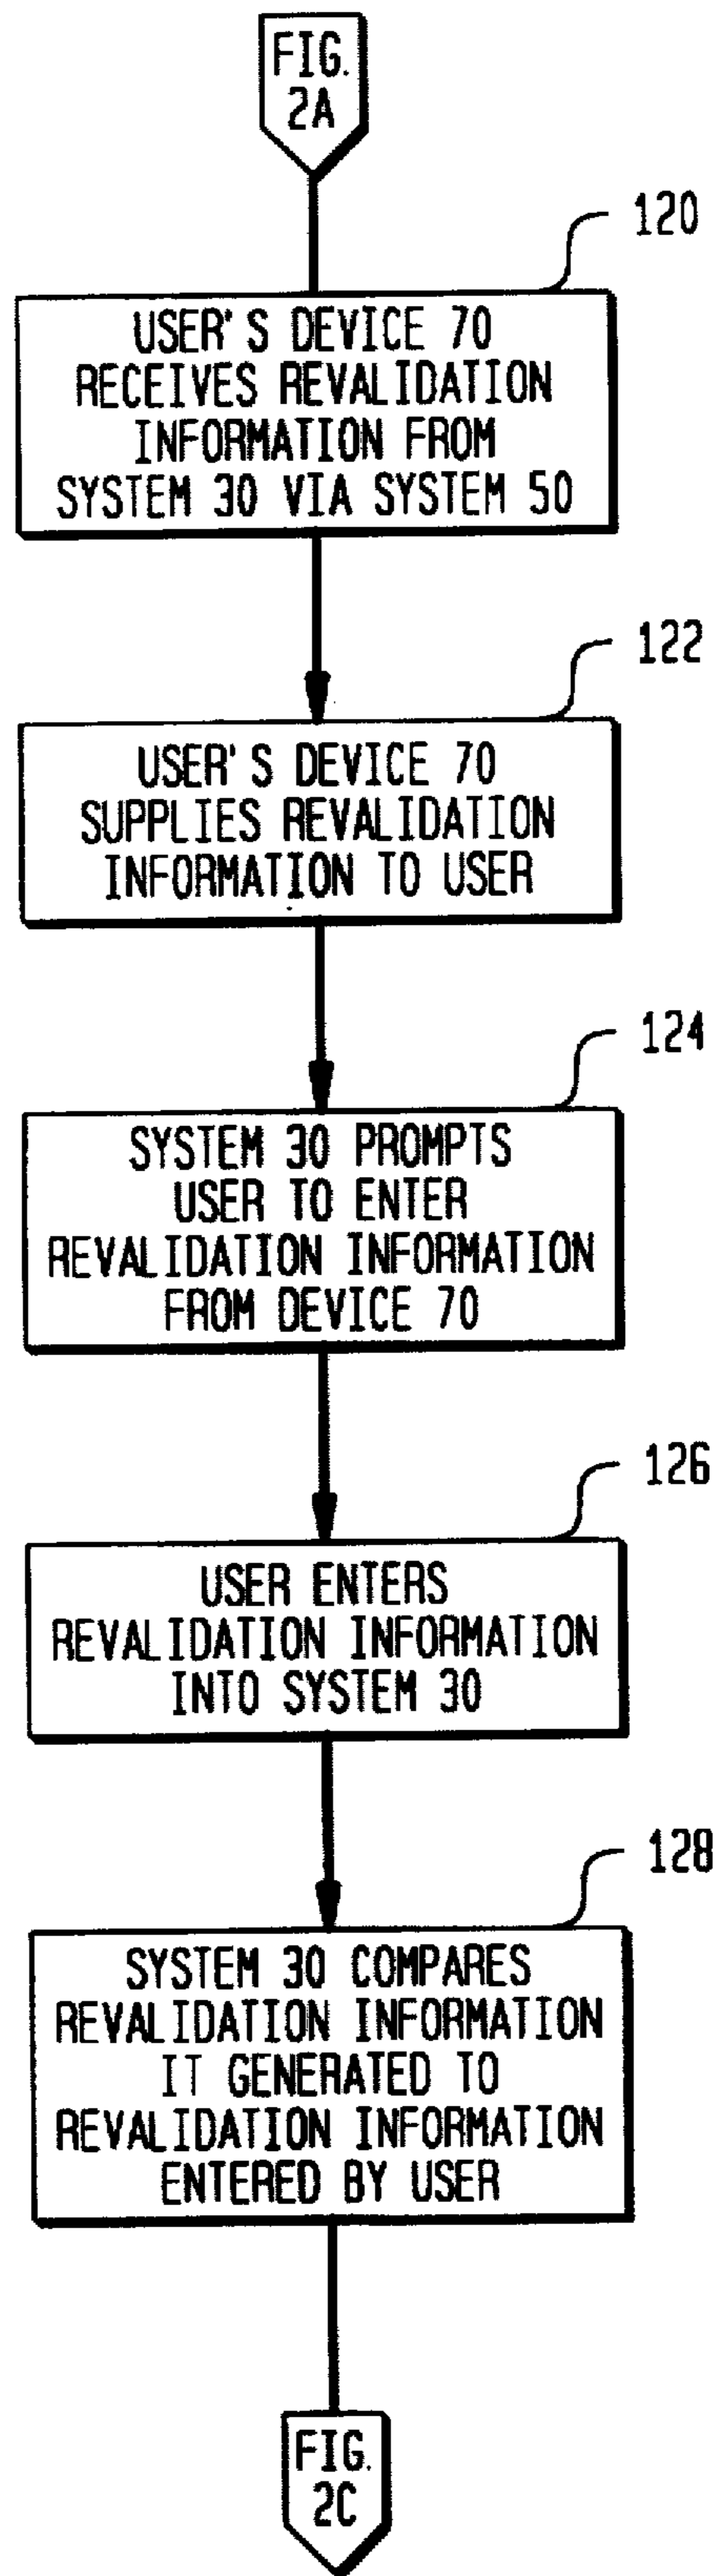 FIG.
2A
120
USER'S DEVICE 70
RECEIVES REVALIDATION
INFORMATION FROM
SYSTEM 30 VIA SYSTEM 50
122
USER'S DEVICE 70
SUPPLIES REVALIDATION
INFORMATION TO USER
124
SYSTEM 30 PROMPTS
USER TO ENTER
REVALIDATION INFORMATION
FROM DEVICE 70
126
USER ENTERS
REVALIDATION INFORMATION
INTO SYSTEM 30
128
SYSTEM 30 COMPARES
REVALIDATION INFORMATION
IT GENERATED TO
REVALIDATION INFORMATION
ENTERED BY USER
FIG.
2C